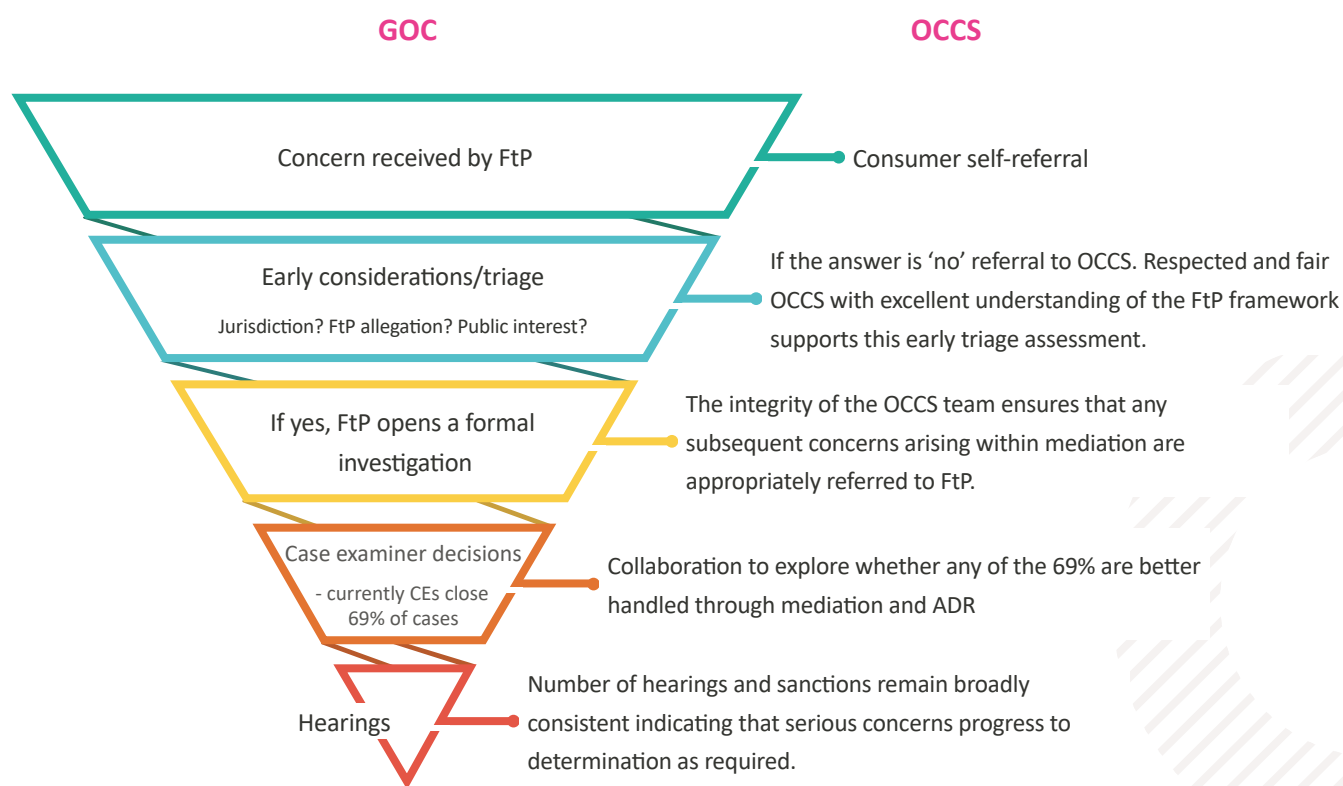 GOC
OCCS
Concern received by FtP
Consumer self-referral
Early considerations/triage
Jurisdiction? FtP allegation? Public interest?
If the answer is ‘no’ referral to OCCS. Respected and fair
OCCS with excellent understanding of the FtP framework
supports this early triage assessment.
If yes, FtP opens a formal
investigation
The integrity of the OCCS team ensures that any
subsequent concerns arising within mediation are
appropriately referred to FtP.
Case examiner decisions
- currently CEs close
69% of cases
Collaboration to explore whether any of the 69% are better
handled through mediation and ADR
Hearings
Number of hearings and sanctions remain broadly
consistent indicating that serious concerns progress to
determination as required.